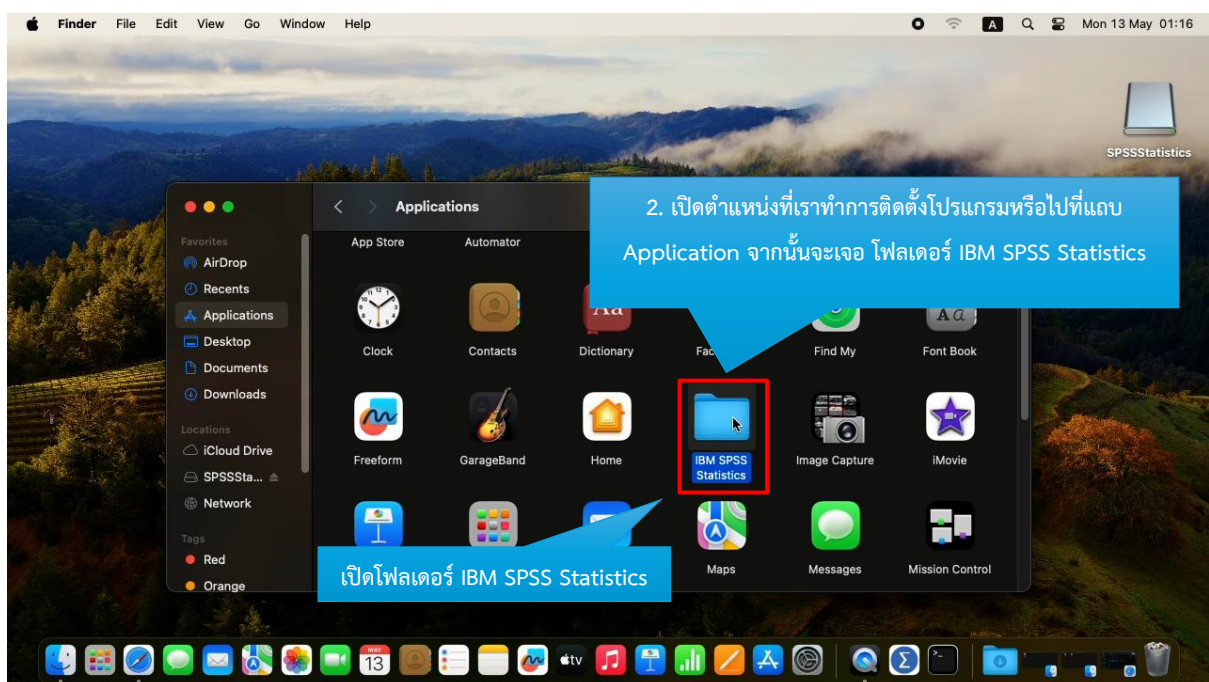 Finder File Edit View Go Window Help
A
Mon 13 May 01:16
SPSSStatistics
2. เปิดตำแหน่งที่เราทำการติดตั้งโปรแกรมหรือไปที่แถบ
Application จากนั้นจะเจอ โฟลเดอร์ IBM SPSS Statistics
Applications
Favorites
AirDrop
Recents
Applications
Desktop
Documents
Downloads
Locations
iCloud Drive
SPSSSta...
Network
Tags
Red
Orange
App Store Automator
Aa
A a
Clock Contacts Dictionary Find My Font Book
Freeform GarageBand Home IBM SPSS Image Capture iMovie
Statistics
Maps Messages Mission Control
เปิดโฟลเดอร์ IBM SPSS Statistics
MAY
13
tv